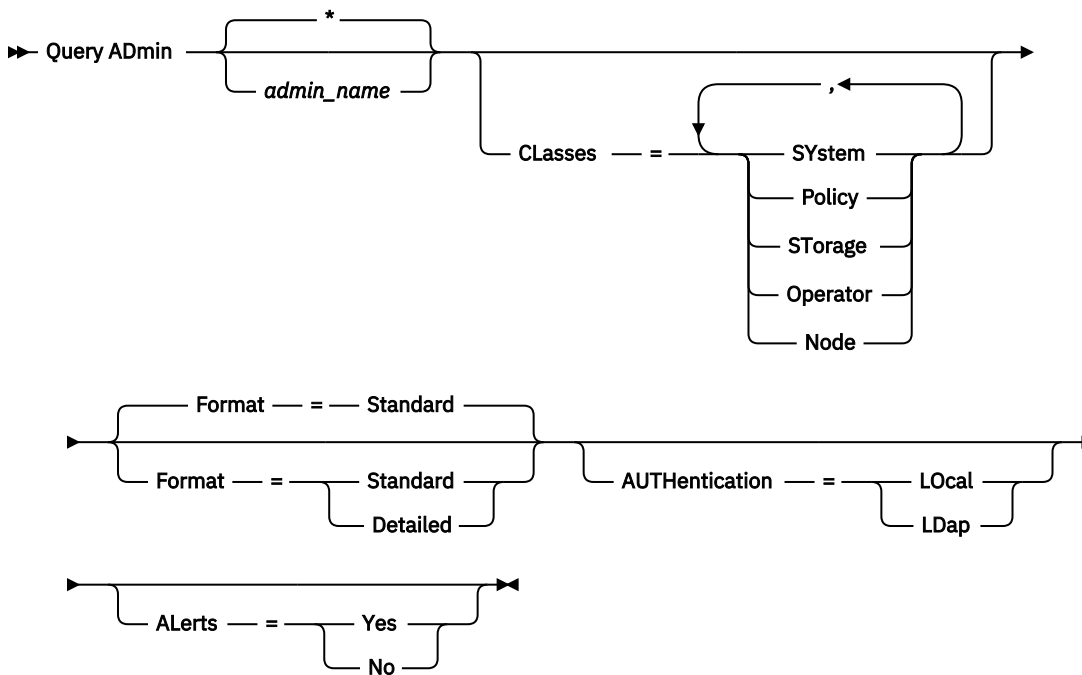 *
Query ADmin
admin_name
,
CLasses = SYstem
Policy
STorage
Operator
Node
Format = Standard
Format = Standard
Detailed
AUTHentication = LOcal
LDap
ALerts = Yes
No